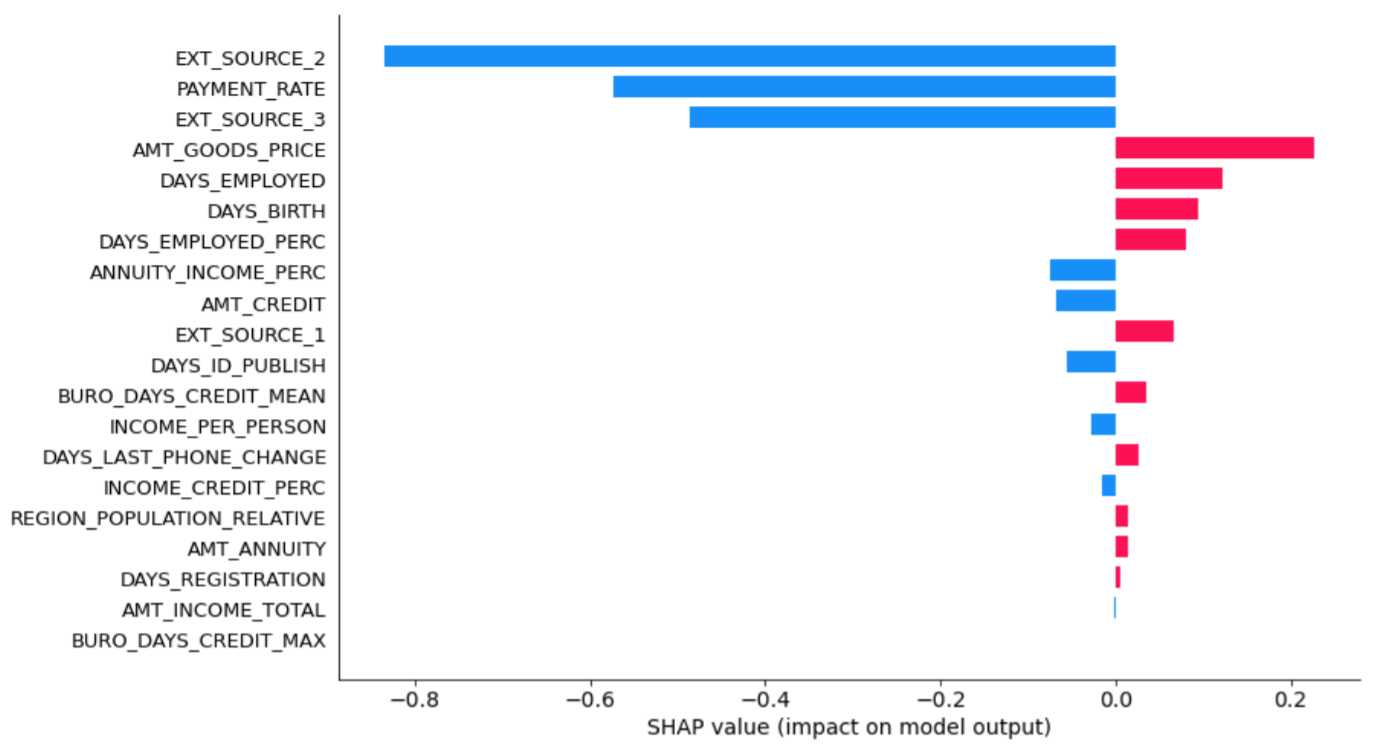 EXT_SOURCE_2
PAYMENT_RATE
EXT_SOURCE_3
AMT_GOODS_PRICE
DAYS_EMPLOYED
DAYS_BIRTH
DAYS_EMPLOYED_PERC
ANNUITY_INCOME_PERC
AMT_CREDIT
EXT_SOURCE_1
DAYS_ID_PUBLISH
BURO_DAYS_CREDIT_MEAN
INCOME_PER_PERSON
DAYS_LAST_PHONE_CHANGE
INCOME_CREDIT_PERC
REGION_POPULATION_RELATIVE
AMT_ANNUITY
DAYS_REGISTRATION
AMT_INCOME_TOTAL
BURO_DAYS_CREDIT_MAX
−0.8 −0.6 −0.4 −0.2 0.0 0.2
SHAP value (impact on model output)